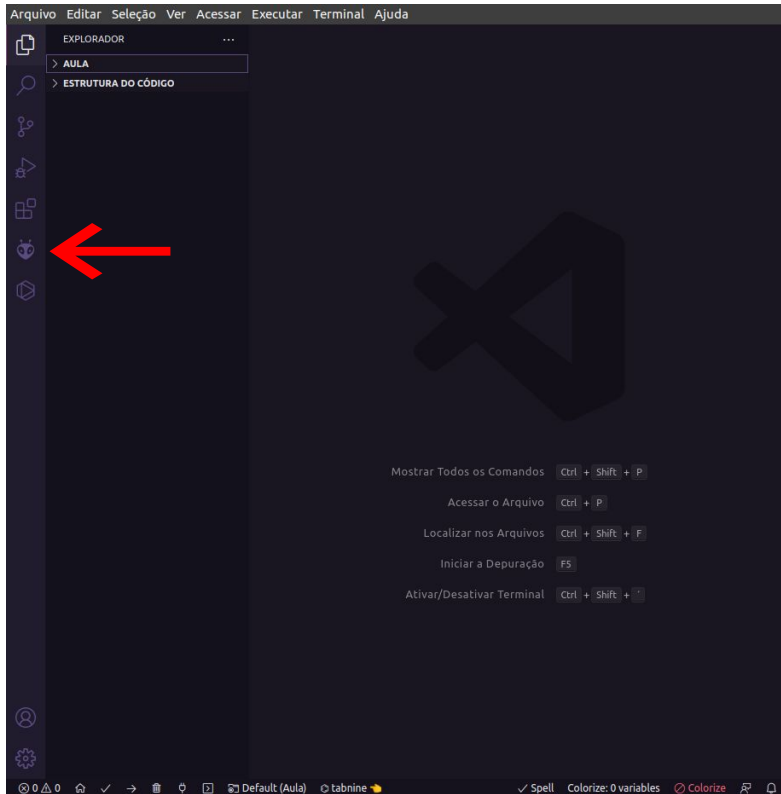 Arquivo Editar Seleção Ver Acessar Executar Terminal Ajuda
EXPLORADOR ...
> AULA
> ESTRUTURA DO CÓDIGO
Mostrar Todos os Comandos Ctrl + Shift + P
Acessar o Arquivo Ctrl + P
Localizar nos Arquivos Ctrl + Shift + F
Iniciar a Depuração F5
Ativar/Desativar Terminal Ctrl + Shift + '
0 0 Default (Aula) tabnine Spell Colorize: 0 variables Colorize